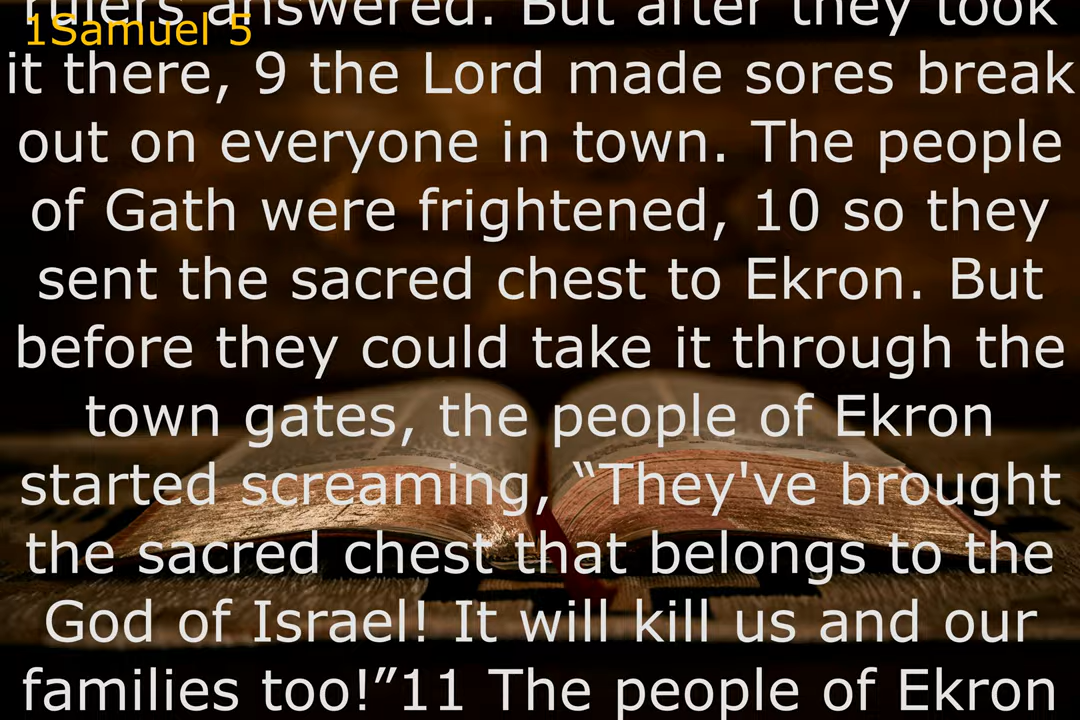 rulers answered. But after they took
1Samuel 5
it there, 9 the Lord made sores break
out on everyone in town. The people
of Gath were frightened, 10 so they
sent the sacred chest to Ekron. But
before they could take it through the
town gates, the people of Ekron
started screaming, “They've brought
the sacred chest that belongs to the
God of Israel! It will kill us and our
families too!”11 The people of Ekron